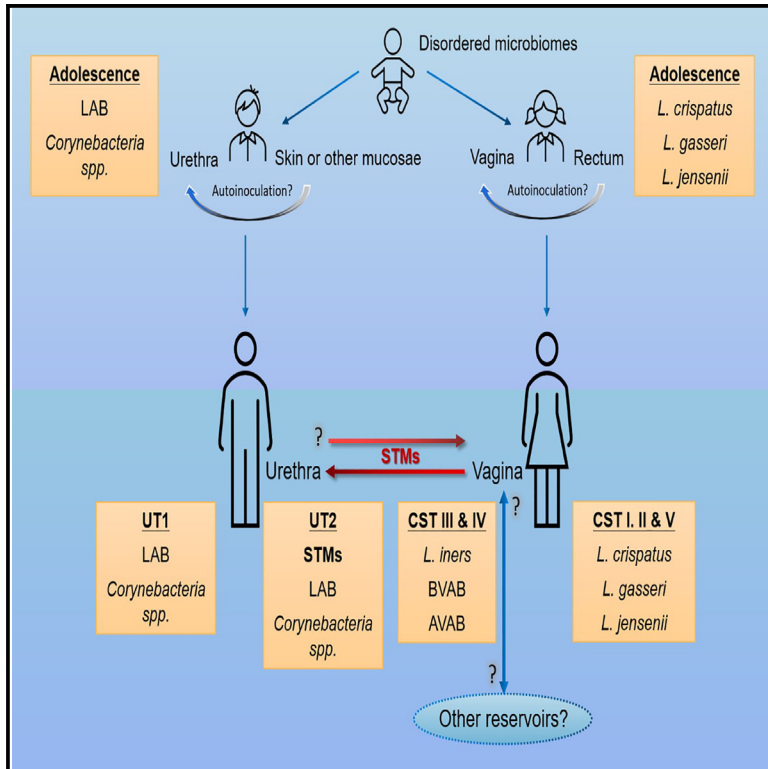 Disordered microbiomes
Adolescence
LAB
Corynebacteria
spp.
Adolescence
L. crispatus
L. gasseri
L. jensenii
Urethra
Skin or other mucosae
Autoinoculation?
Vagina
Rectum
Autoinoculation?
?
STMs
Urethra
Vagina
?
UT1
LAB
Corynebacteria
spp.
UT2
STMs
LAB
Corynebacteria
spp.
CST III & IV
L. iners
BVAB
AVAB
CST I. II & V
L. crispatus
L. gasseri
L. jensenii
?
Other reservoirs?